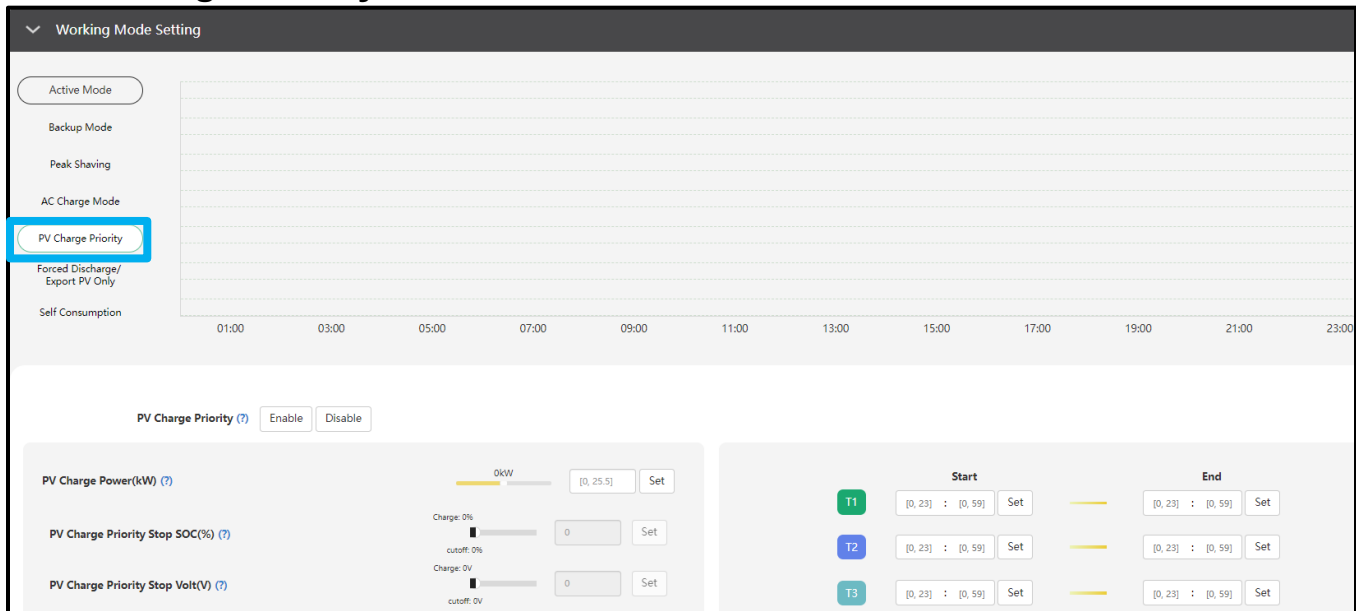 Working Mode Setting
Active Mode
Backup Mode
Peak Shaving
AC Charge Mode
PV Charge Priority
Forced Discharge/
Export PV Only
Self Consumption
01:00 03:00 05:00 07:00 09:00 11:00 13:00 15:00 17:00 19:00 21:00 23:00
PV Charge Priority (?) Enable Disable
PV Charge Power(kW) (?) 0kW [0, 25.5] Set
PV Charge Priority Stop SOC(%) (?) Charge: 0% 0 Set
cutoff: 0%
PV Charge Priority Stop Volt(V) (?) Charge: 0V 0 Set
cutoff: 0V
Start End
T1 [0, 23] : [0, 59] Set [0, 23] : [0, 59] Set
T2 [0, 23] : [0, 59] Set [0, 23] : [0, 59] Set
T3 [0, 23] : [0, 59] Set [0, 23] : [0, 59] Set